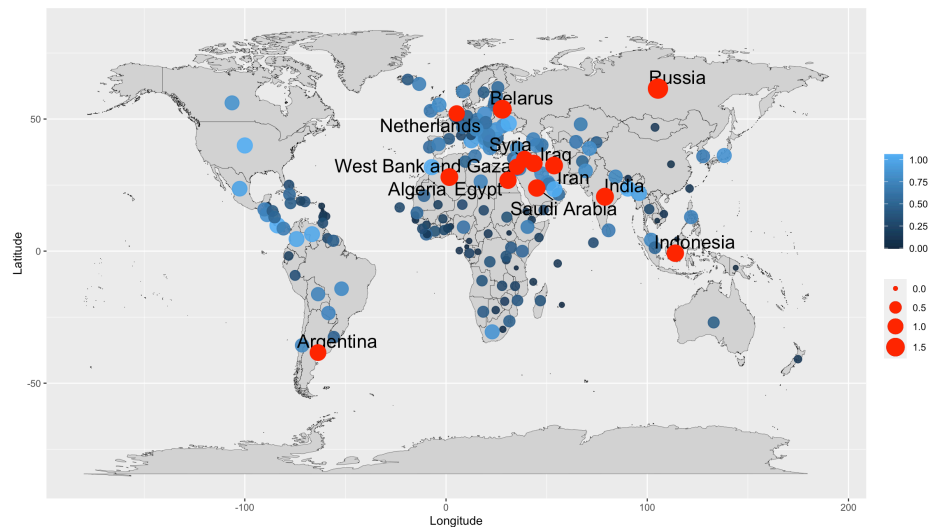 Russia
Belarus
Netherlands
Syria
Iraq
West Bank and Gaza
Iran
Algeria
Egypt
India
Saudi Arabia
Indonesia
Argentina
50
0
-50
Latitude
-100
0
100
200
Longitude
1.00
0.75
0.50
0.25
0.00
0.0
0.5
1.0
1.5